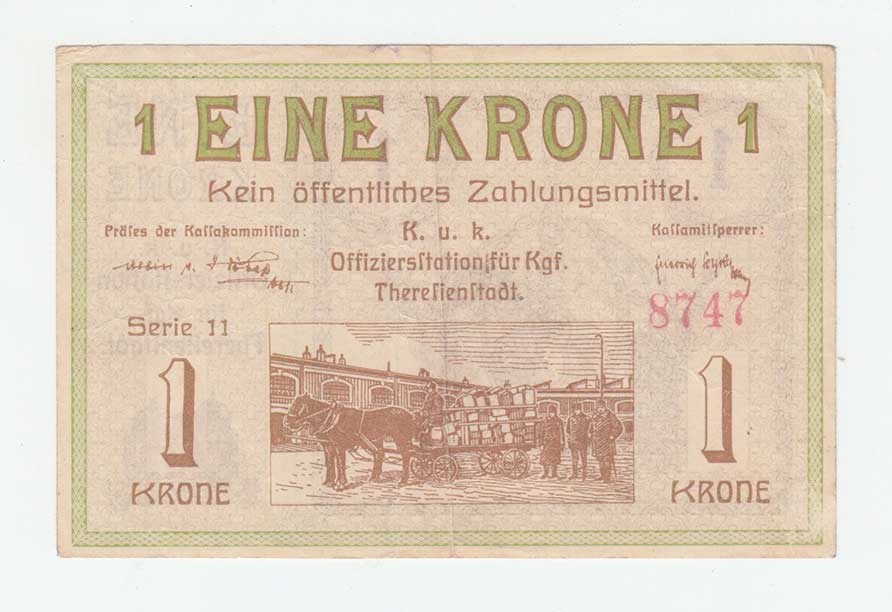 1 EINE KRONE 1
Kein öffentliches Zahlungsmittel.
Präses der Kassakommission:
K. u. k.
Kassamitsperrer:
Offiziersstation für Kgf.
Theresienstadt.
8747
Serie 11
1
KRONE
1
KRONE